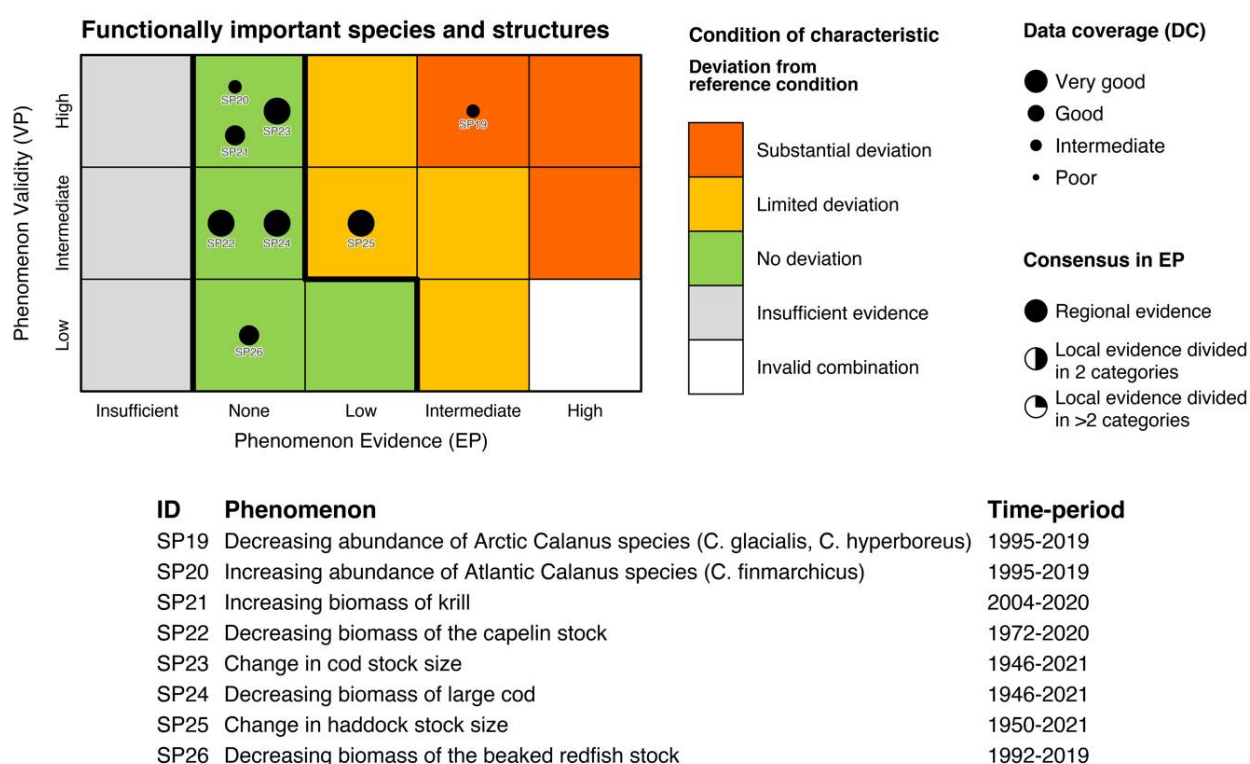 Functionally important species and structures
Phenomenon Validity (VP)
High
Intermediate
Low
SP20
SP23
SP21
SP19
SP22
SP24
SP25
SP26
Insufficient
None
Low
Intermediate
High
Phenomenon Evidence (EP)
Condition of characteristic
Deviation from
reference condition
Substantial deviation
Limited deviation
No deviation
Insufficient evidence
Invalid combination
Data coverage (DC)
Very good
Good
Intermediate
Poor
Consensus in EP
Regional evidence
Local evidence divided
in 2 categories
Local evidence divided
in >2 categories
ID Phenomenon Time-period
SP19 Decreasing abundance of Arctic Calanus species (C. glacialis, C. hyperboreus) 1995-2019
SP20 Increasing abundance of Atlantic Calanus species (C. finmarchicus) 1995-2019
SP21 Increasing biomass of krill 2004-2020
SP22 Decreasing biomass of the capelin stock 1972-2020
SP23 Change in cod stock size 1946-2021
SP24 Decreasing biomass of large cod 1946-2021
SP25 Change in haddock stock size 1950-2021
SP26 Decreasing biomass of the beaked redfish stock 1992-2019